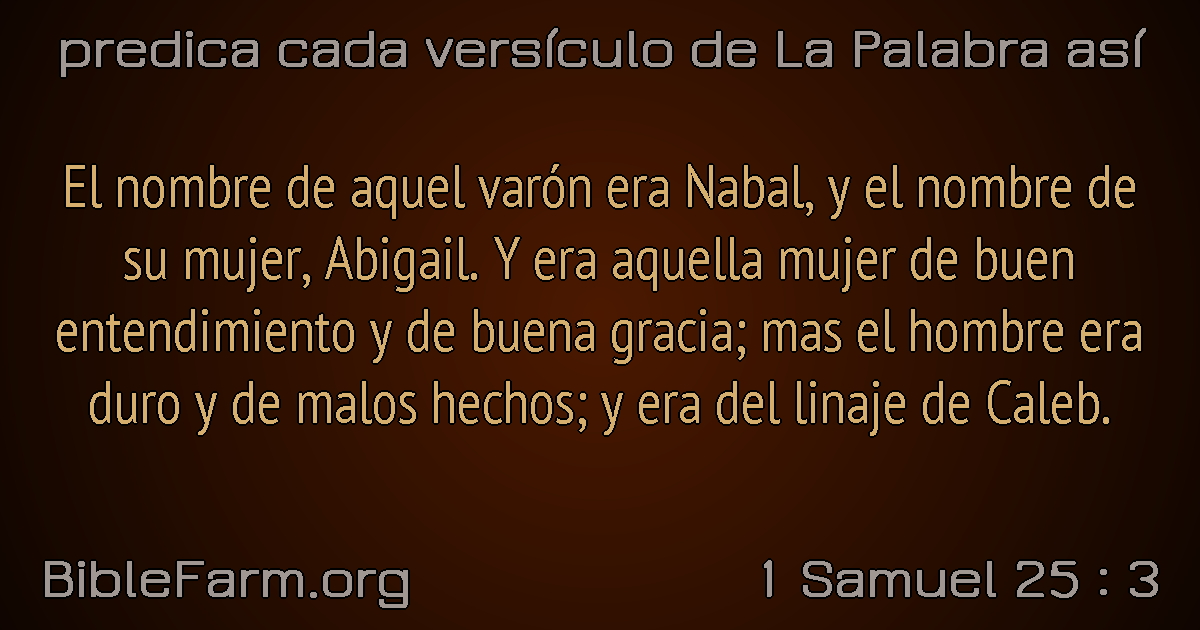 predica cada versículo de La Palabra así
El nombre de aquel varón era Nabal, y el nombre de
su mujer, Abigail. Y era aquella mujer de buen
entendimiento y de buena gracia; mas el hombre era
duro y de malos hechos; y era del linaje de Caleb.
BibleFarm.org
1 Samuel 25 : 3